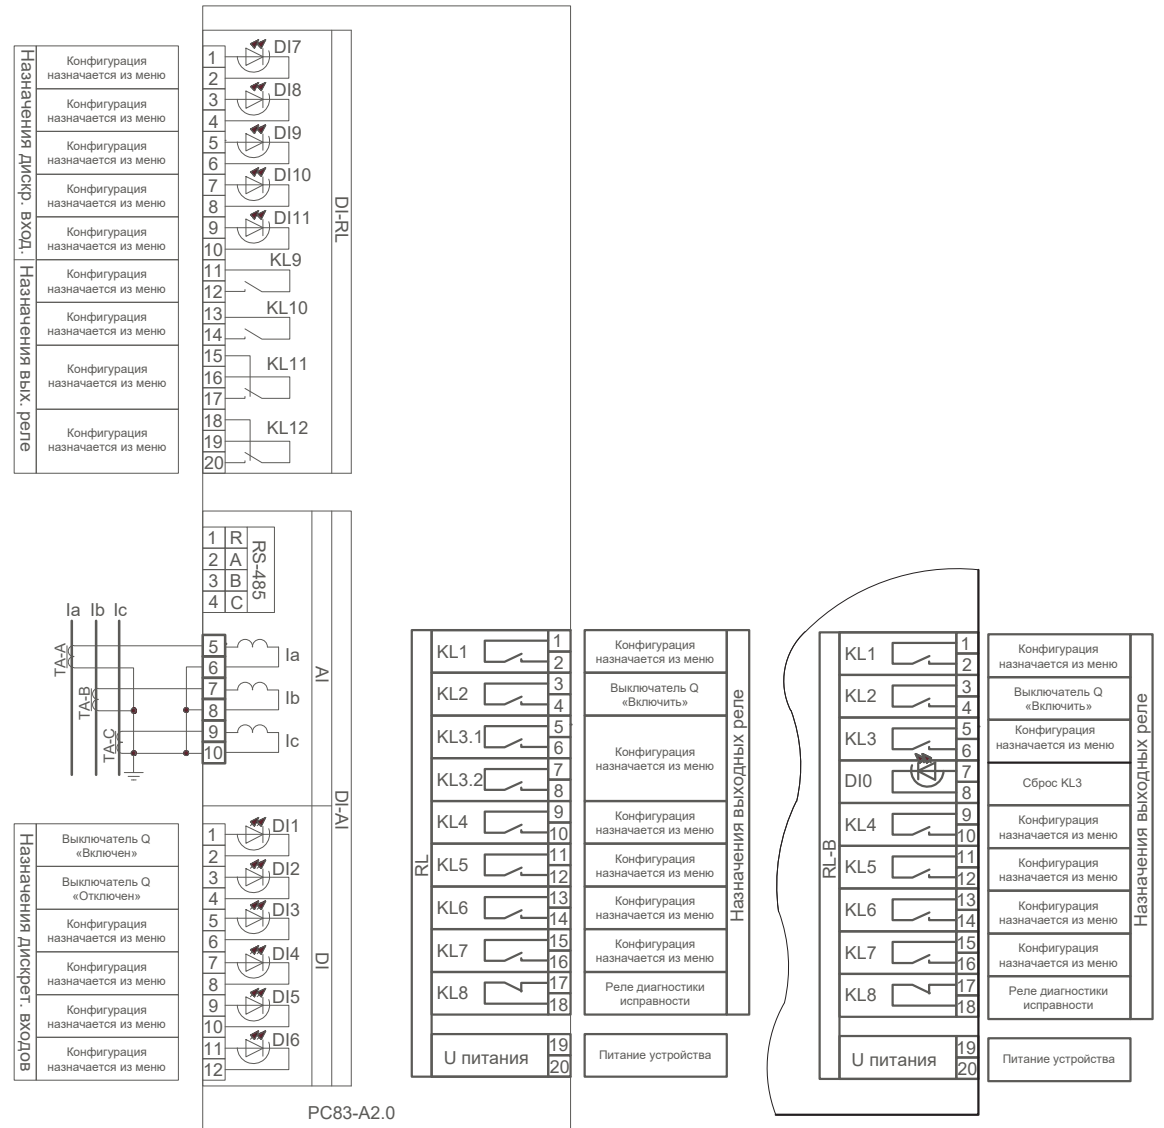 Назначения дискр. вход.
Назначения вых. реле
Конфигурация
назначается из меню
Конфигурация
назначается из меню
Конфигурация
назначается из меню
Конфигурация
назначается из меню
Конфигурация
назначается из меню
Конфигурация
назначается из меню
Конфигурация
назначается из меню
Конфигурация
назначается из меню
Конфигурация
назначается из меню
1
2
3
4
5
6
7
8
9
10
11
12
13
14
15
16
17
18
19
20
DI7
DI8
DI9
DI10
DI11
KL9
KL10
KL11
KL12
DI-RL
1 R
2 A
3 B
4 C
RS-485
Ia Ib Ic
TA-A
TA-B
TA-C
5
6
7
8
9
10
Ia
Ib
Ic
AI
DI-AI
Назначения дискрет. входов
Выключатель Q
«Включен»
Выключатель Q
«Отключен»
Конфигурация
назначается из меню
Конфигурация
назначается из меню
Конфигурация
назначается из меню
Конфигурация
назначается из меню
1
2
3
4
5
6
7
8
9
10
11
12
DI1
DI2
DI3
DI4
DI5
DI6
DI
PC83-A2.0
RL
KL1
KL2
KL3.1
KL3.2
KL4
KL5
KL6
KL7
KL8
U питания
1
2
3
4
5
6
7
8
9
10
11
12
13
14
15
16
17
18
19
20
Конфигурация
назначается из меню
Выключатель Q
«Включить»
Конфигурация
назначается из меню
Конфигурация
назначается из меню
Конфигурация
назначается из меню
Конфигурация
назначается из меню
Конфигурация
назначается из меню
Реле диагностики
исправности
Питание устройства
Назначения выходных реле
RL-B
KL1
KL2
KL3
DI0
KL4
KL5
KL6
KL7
KL8
U питания
1
2
3
4
5
6
7
8
9
10
11
12
13
14
15
16
17
18
19
20
Конфигурация
назначается из меню
Выключатель Q
«Включить»
Конфигурация
назначается из меню
Сброс KL3
Конфигурация
назначается из меню
Конфигурация
назначается из меню
Конфигурация
назначается из меню
Конфигурация
назначается из меню
Реле диагностики
исправности
Питание устройства
Назначения выходных реле